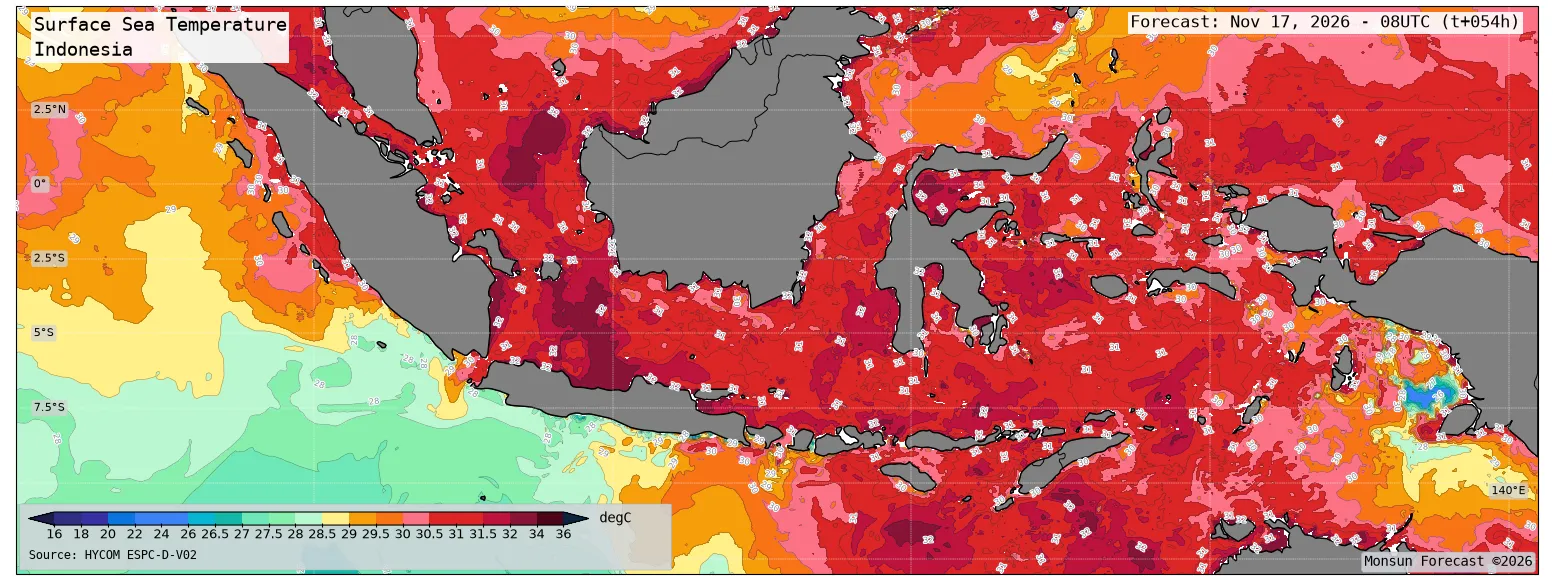 Surface Sea Temperature
Indonesia
Forecast: Nov 17, 2026 - 08UTC (t+054h)
2.5°N
0°
2.5°S
5°S
7.5°S
140°E
degC
16 18 20 22 24 26 26.5 27 27.5 28 28.5 29 29.5 30 30.5 31 31.5 32 34 36
Source: HYCOM ESPC-D-V02
Monsun Forecast ©2026